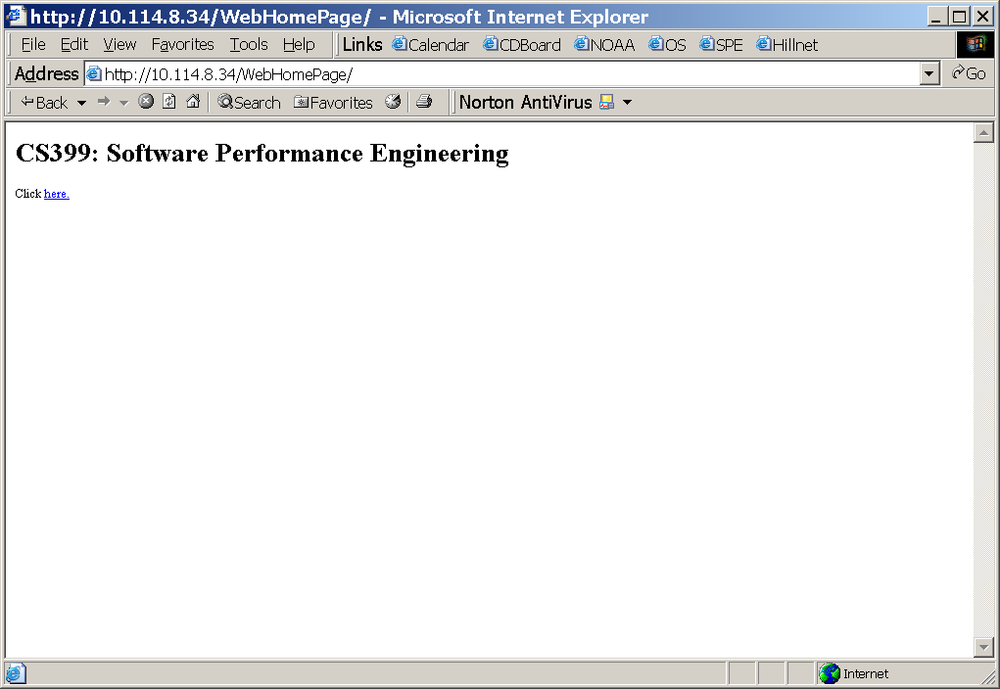 http://10.114.8.34/WebHomePage/ - Microsoft Internet Explorer
File Edit View Favorites Tools Help Links Calendar CDBoard NOAA OS SPE Hillnet
Address http://10.114.8.34/WebHomePage/ Go
Back Search Favorites Norton AntiVirus
CS399: Software Performance Engineering
Click here.
Internet